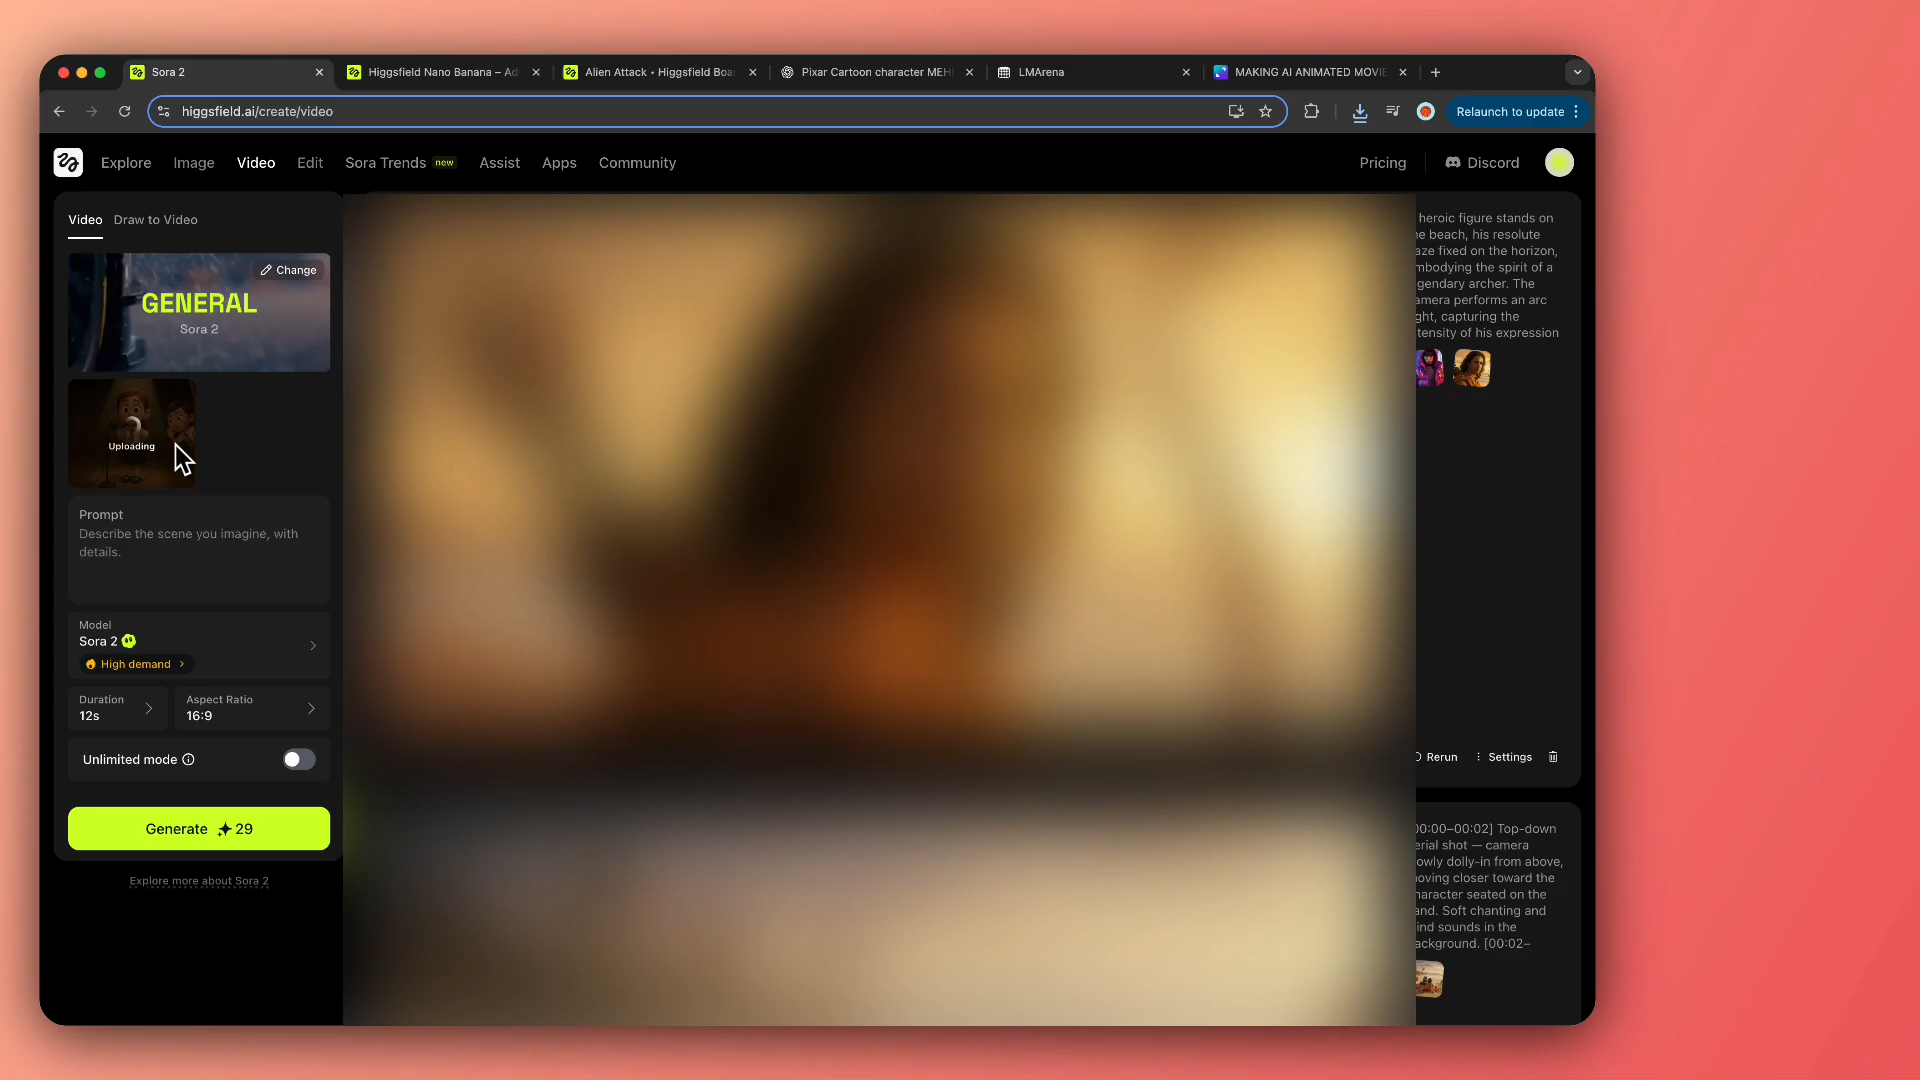 Sora 2
Higgsfield Nano Banana – Ad
Alien Attack • Higgsfield Boa
Pixar Cartoon character MEH
LMArena
MAKING AI ANIMATED MOVIE
higgsfield.ai/create/video
Relaunch to update
Explore
Image
Video
Edit
Sora Trends new
Assist
Apps
Community
Pricing
Discord
Video
Draw to Video
Change
GENERAL
Sora 2
Uploading
Prompt
Describe the scene you imagine, with
details.
Model
Sora 2
High demand
Duration
12s
Aspect Ratio
16:9
Unlimited mode
Generate 29
Explore more about Sora 2
heroic figure stands on
e beach, his resolute
aze fixed on the horizon,
mbodying the spirit of a
gendary archer. The
amera performs an arc
ght, capturing the
tensity of his expression
Rerun
Settings
00:00–00:02] Top-down
erial shot — camera
owly dolly-in from above,
oving closer toward the
haracter seated on the
and. Soft chanting and
ind sounds in the
ackground. [00:02–